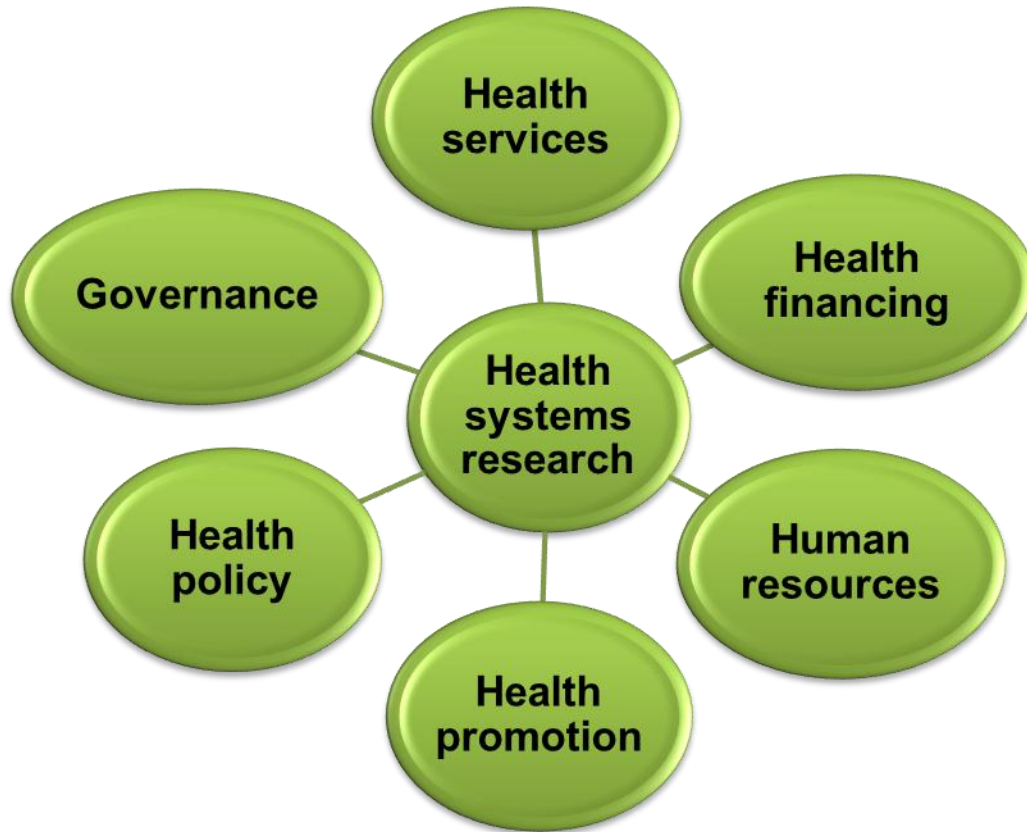 Health
services
Governance
Health
financing
Health
systems
research
Health
policy
Human
resources
Health
promotion